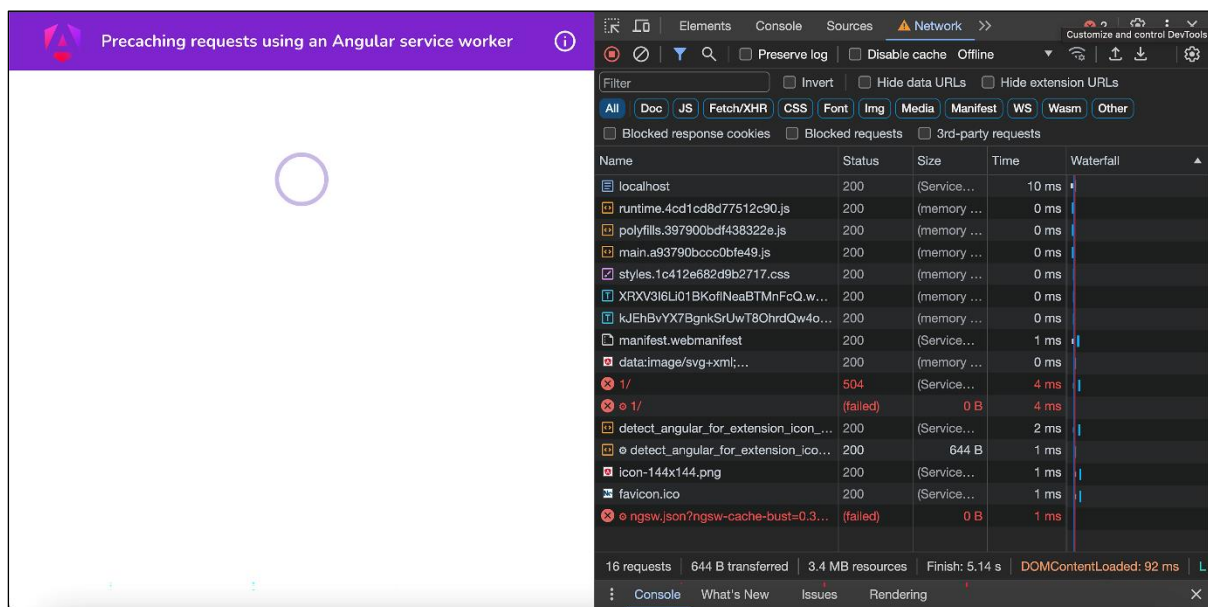 Precaching requests using an Angular service worker
Elements Console Sources Network >>
Customize and control DevTools
Preserve log Disable cache Offline
Filter Invert Hide data URLs Hide extension URLs
All Doc JS Fetch/XHR CSS Font Img Media Manifest WS Wasm Other
Blocked response cookies Blocked requests 3rd-party requests
Name Status Size Time Waterfall
localhost 200 (Service... 10 ms
runtime.4cd1cd8d77512c90.js 200 (memory ... 0 ms
polyfills.397900bdf438322e.js 200 (memory ... 0 ms
main.a93790bccc0bfe49.js 200 (memory ... 0 ms
styles.1c412e682d9b2717.css 200 (memory ... 0 ms
XRXV3I6Li01BKofINeaBTMnFcQ.w... 200 (memory ... 0 ms
kJEhBvYX7BgnkSrUwT8OhrdQw4o... 200 (memory ... 0 ms
manifest.webmanifest 200 (Service... 1 ms
data:image/svg+xml;... 200 (memory ... 0 ms
1/ 504 (Service... 4 ms
1/ (failed) 0 B 4 ms
detect_angular_for_extension_icon_... 200 (Service... 2 ms
detect_angular_for_extension_ico... 200 644 B 1 ms
icon-144x144.png 200 (Service... 1 ms
favicon.ico 200 (Service... 1 ms
ngsw.json?ngsw-cache-bust=0.3... (failed) 0 B 1 ms
16 requests 644 B transferred 3.4 MB resources Finish: 5.14 s DOMContentLoaded: 92 ms L
Console What's New Issues Rendering